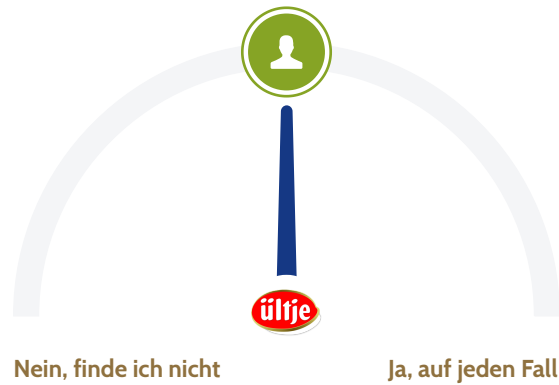 ültje
Nein, finde ich nicht
Ja, auf jeden Fall